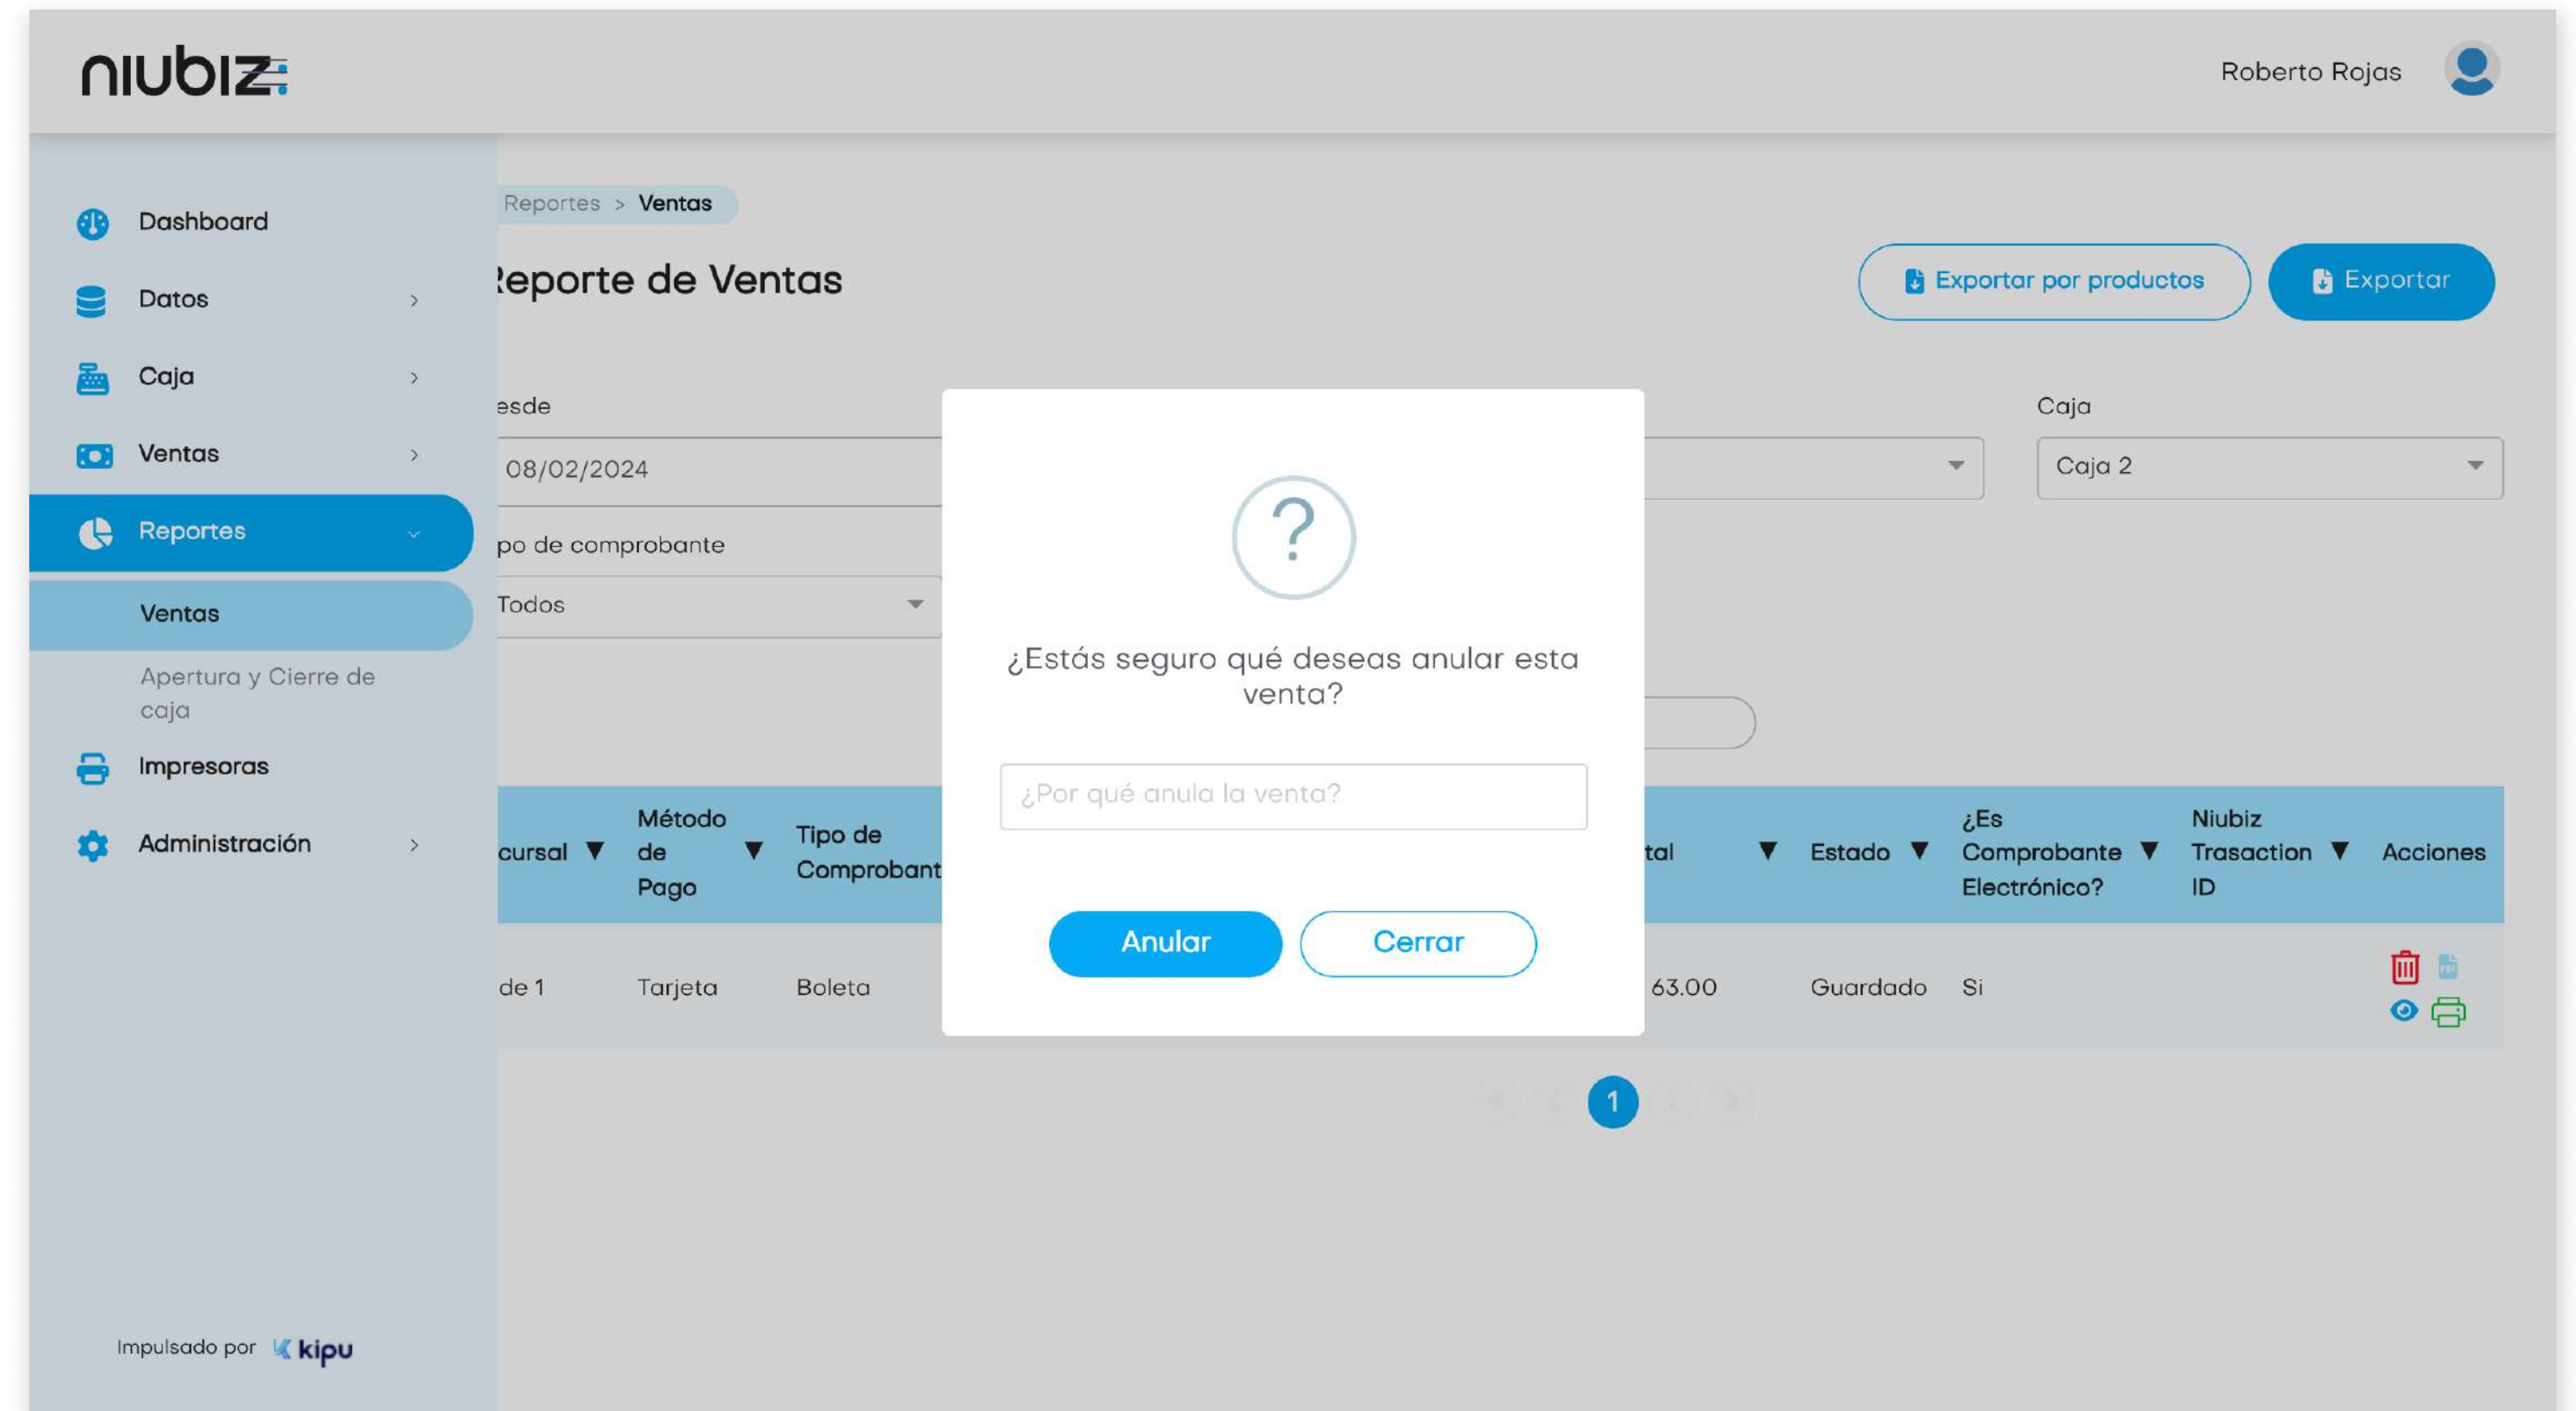 niubiz
Roberto Rojas
Dashboard
Datos
Caja
Ventas
Reportes
Ventas
Apertura y Cierre de
caja
Impresoras
Administración
Impulsado por kipu
Reportes > Ventas
Reporte de Ventas
Exportar por productos
Exportar
esde
08/02/2024
Caja
Caja 2
po de comprobante
Todos
¿Estás seguro qué deseas anular esta
venta?
¿Por qué anula la venta?
Anular
Cerrar
cursal
Método
de
Pago
Tipo de
Comprobant
tal
Estado
¿Es
Comprobante
Electrónico?
Niubiz
Trasaction
ID
Acciones
de 1
Tarjeta
Boleta
63.00
Guardado
Si
PDF
1